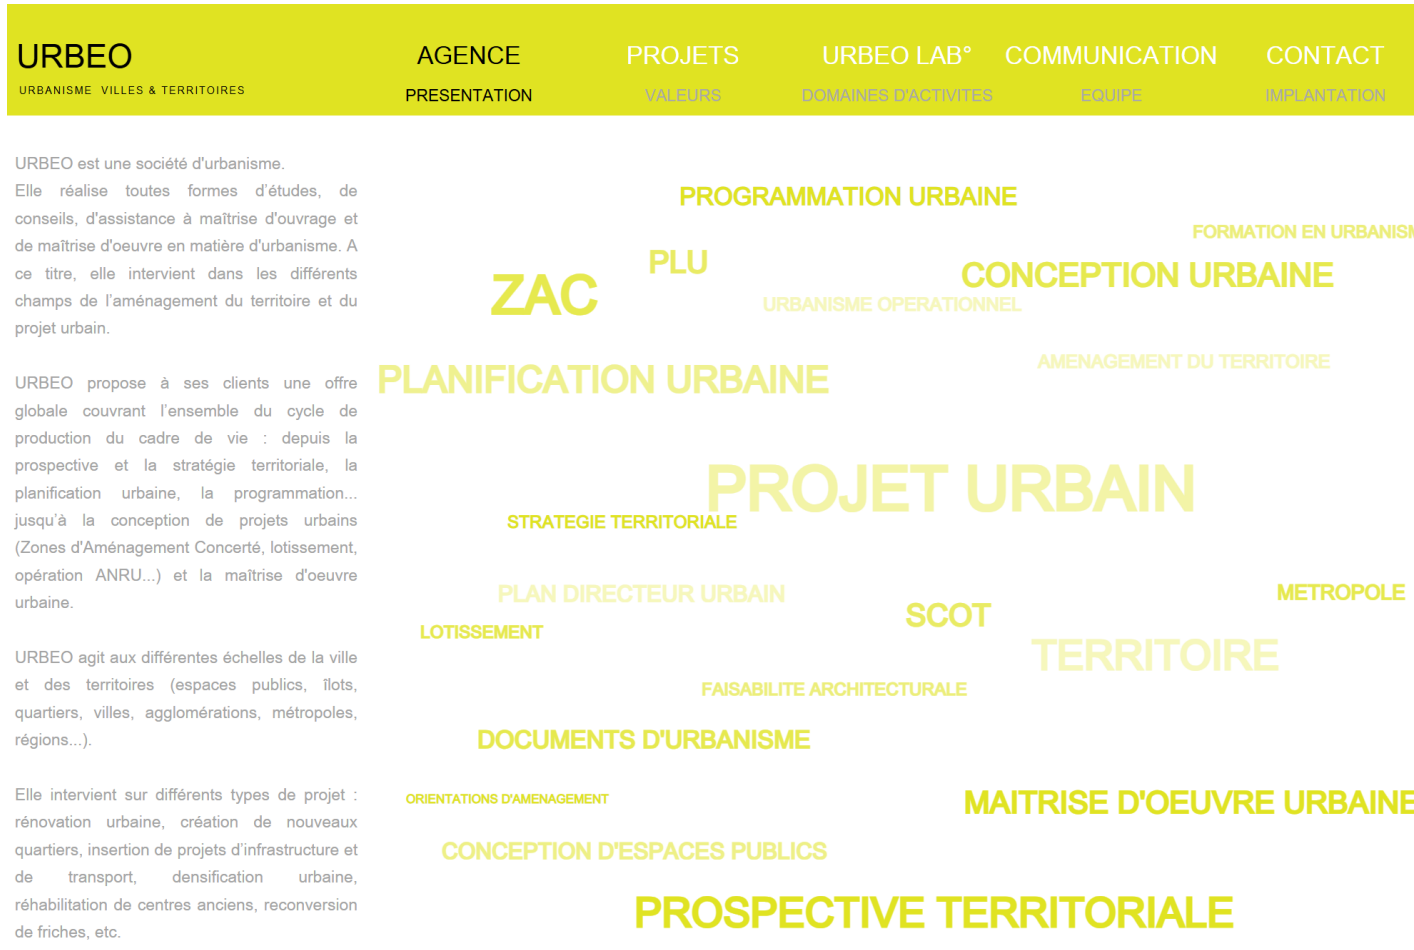 URBEO
URBANISME VILLES & TERRITOIRES
AGENCE PROJETS URBEO LAB° COMMUNICATION CONTACT
PRESENTATION VALEURS DOMAINES D'ACTIVITES EQUIPE IMPLANTATION
URBEO est une société d'urbanisme.
Elle réalise toutes formes d’études, de
conseils, d'assistance à maîtrise d'ouvrage et
de maîtrise d'oeuvre en matière d'urbanisme. A
ce titre, elle intervient dans les différents
champs de l’aménagement du territoire et du
projet urbain.
URBEO propose à ses clients une offre
globale couvrant l’ensemble du cycle de
production du cadre de vie : depuis la
prospective et la stratégie territoriale, la
planification urbaine, la programmation...
jusqu’à la conception de projets urbains
(Zones d'Aménagement Concerté, lotissement,
opération ANRU...) et la maîtrise d'oeuvre
urbaine.
URBEO agit aux différentes échelles de la ville
et des territoires (espaces publics, îlots,
quartiers, villes, agglomérations, métropoles,
régions...).
Elle intervient sur différents types de projet :
rénovation urbaine, création de nouveaux
quartiers, insertion de projets d’infrastructure et
de transport, densification urbaine,
réhabilitation de centres anciens, reconversion
de friches, etc.
PROGRAMMATION URBAINE
FORMATION EN URBANISM
PLU
ZAC
CONCEPTION URBAINE
URBANISME OPERATIONNEL
AMENAGEMENT DU TERRITOIRE
PLANIFICATION URBAINE
PROJET URBAIN
STRATEGIE TERRITORIALE
PLAN DIRECTEUR URBAIN
METROPOLE
SCOT
LOTISSEMENT
TERRITOIRE
FAISABILITE ARCHITECTURALE
DOCUMENTS D'URBANISME
ORIENTATIONS D'AMENAGEMENT
MAITRISE D'OEUVRE URBAINE
CONCEPTION D'ESPACES PUBLICS
PROSPECTIVE TERRITORIALE